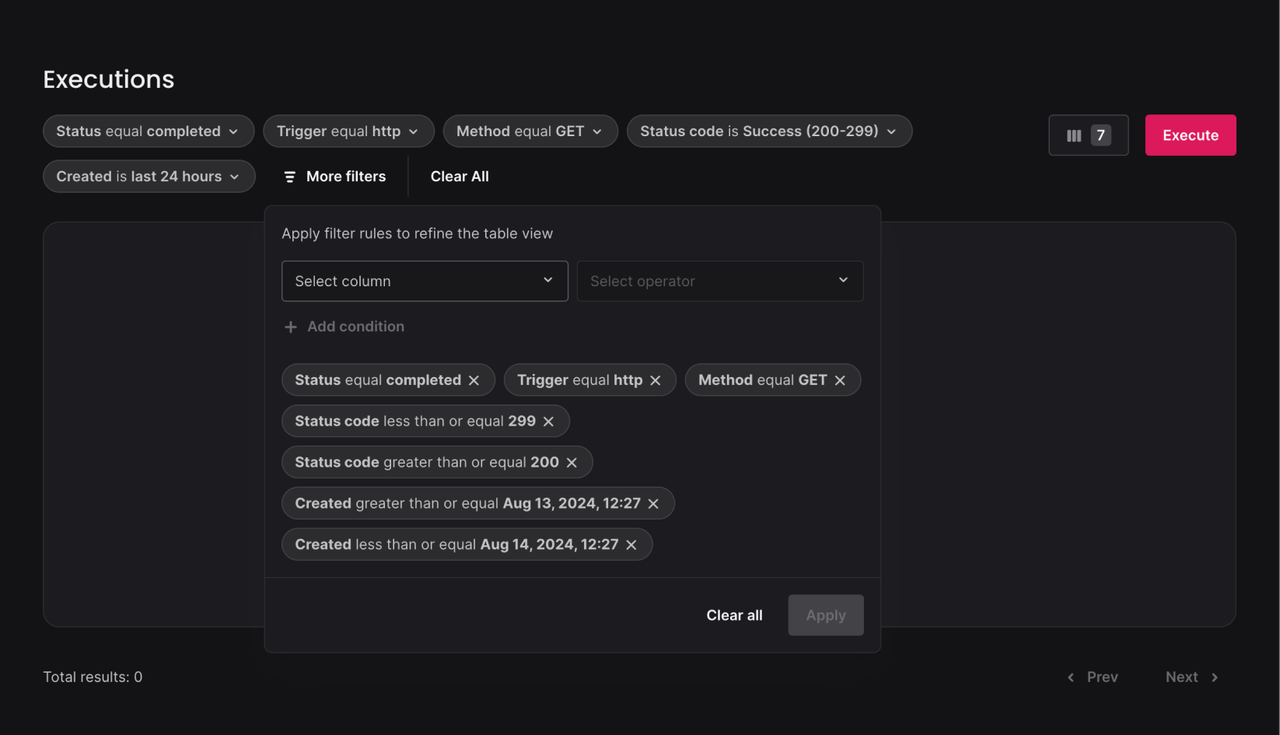 Executions
Status equal completed
Trigger equal http
Method equal GET
Status code is Success (200-299)
7
Execute
Created is last 24 hours
More filters
Clear All
Apply filter rules to refine the table view
Select column
Select operator
Add condition
Status equal completed
Trigger equal http
Method equal GET
Status code less than or equal 299
Status code greater than or equal 200
Created greater than or equal Aug 13, 2024, 12:27
Created less than or equal Aug 14, 2024, 12:27
Clear all
Apply
Total results: 0
Prev
Next